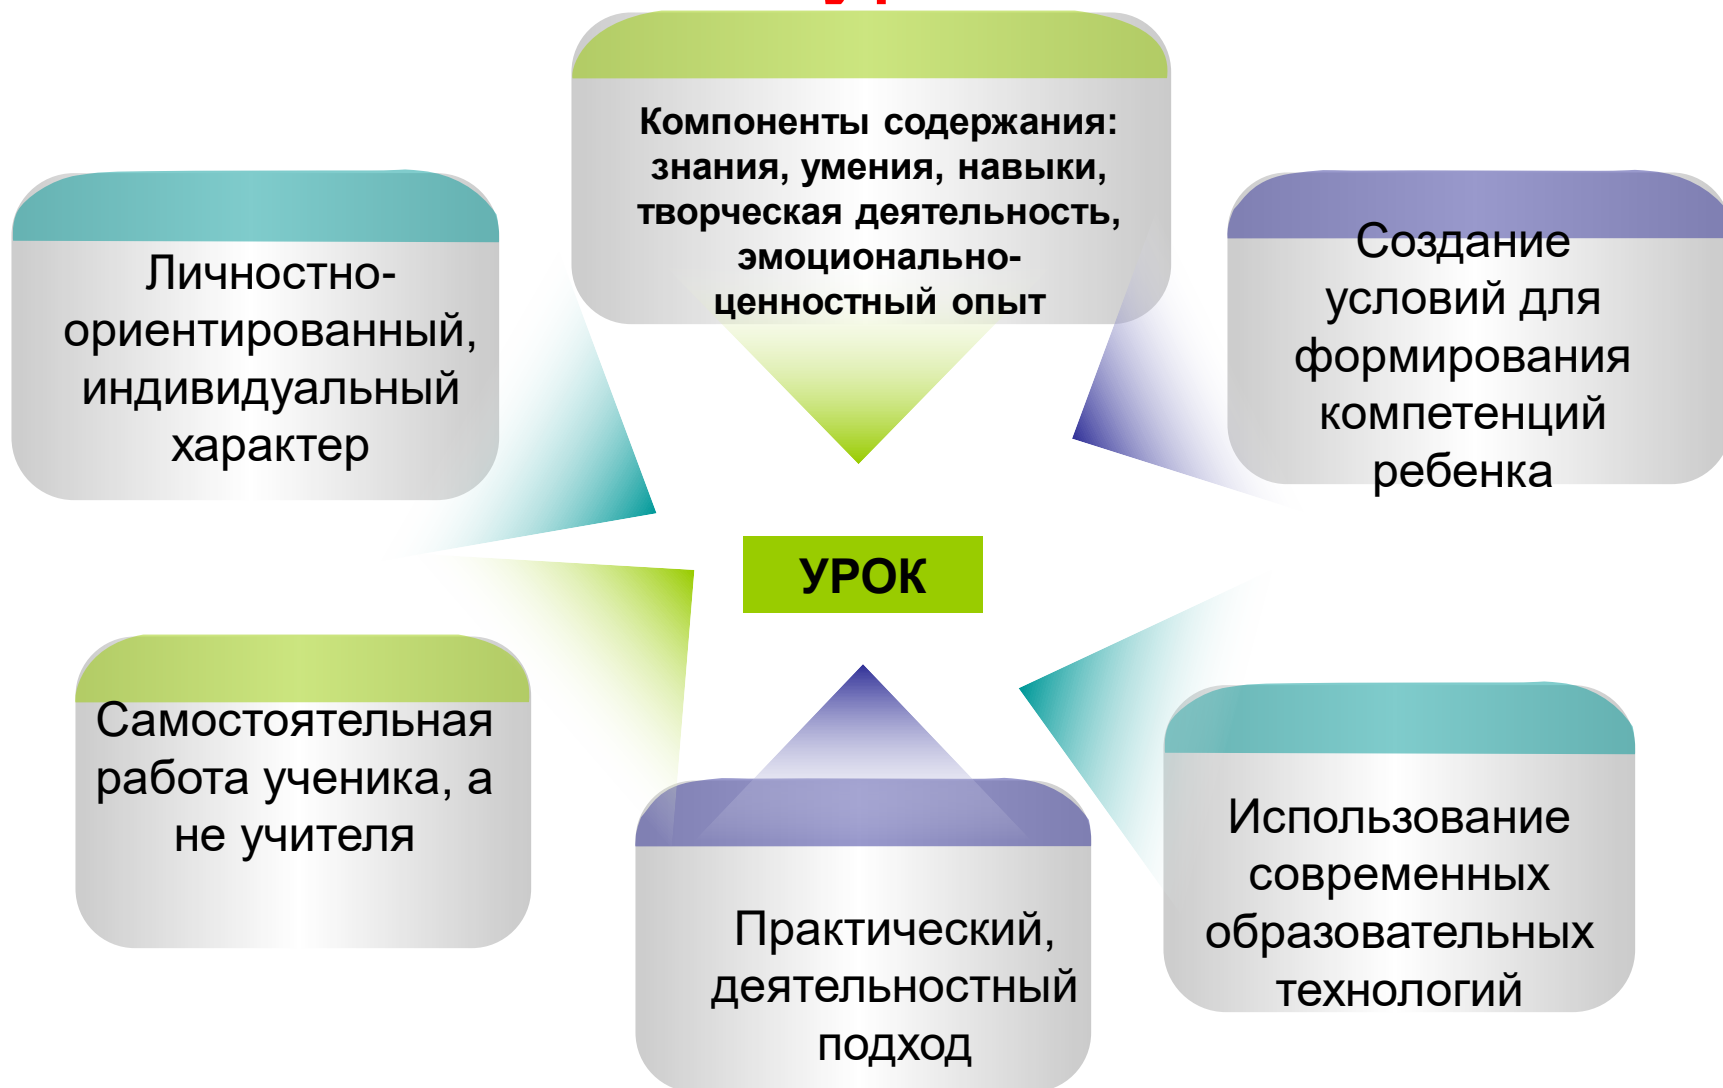 Компоненты содержания:
знания, умения, навыки,
творческая деятельность,
эмоционально-
ценностный опыт
Личностно-
ориентированный,
индивидуальный
характер
Создание
условий для
формирования
компетенций
ребенка
УРОК
Самостоятельная
работа ученика, а
не учителя
Практический,
деятельностный
подход
Использование
современных
образовательных
технологий